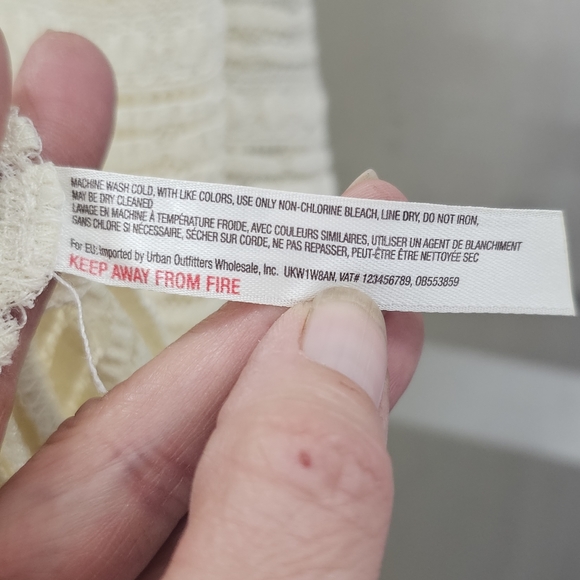 MACHINE WASH COLD, WITH LIKE COLORS, USE ONLY NON-CHLORINE BLEACH, LINE DRY, DO NOT IRON,
MAY BE DRY CLEANED
LAVAGE EN MACHINE À TEMPÉRATURE FROIDE, AVEC COULEURS SIMILAIRES, UTILISER UN AGENT DE BLANCHIMENT
SANS CHLORE SI NÉCESSAIRE, SÉCHER SUR CORDE, NE PAS REPASSER, PEUT-ÊTRE ÊTRE NETTOYÉE SEC
For EU: Imported by Urban Outfitters Wholesale, Inc. UKW1W8AN, VAT# 123456789, 0B553859
KEEP AWAY FROM FIRE